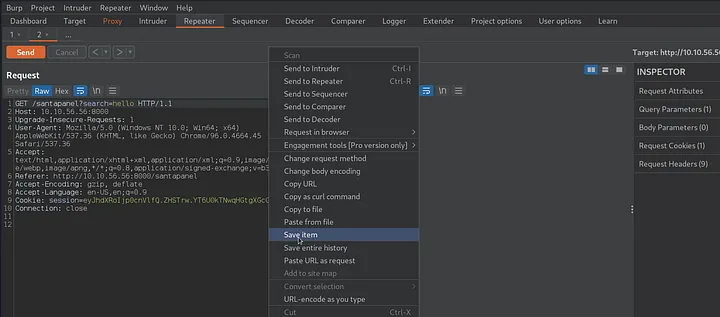 Burp Project Intruder Repeater Window Help
Dashboard Target Proxy Intruder Repeater Sequencer Decoder Comparer Logger Extender Project options User options Learn
1 × 2 × ...
Send Cancel < > Target: http://10.10.56.5
Request
Pretty Raw Hex \n
\n
1 GET /santapanel?search=hello HTTP/1.1
2 Host: 10.10.56.56:8000
3 Upgrade-Insecure-Requests: 1
4 User-Agent: Mozilla/5.0 (Windows NT 10.0; Win64; x64)
AppleWebKit/537.36 (KHTML, like Gecko) Chrome/96.0.4664.45
Safari/537.36
5 Accept:
text/html,application/xhtml+xml,application/xml;q=0.9,image/
e/webp,image/apng,*/*;q=0.8,application/signed-exchange;v=b3
6 Referer: http://10.10.56.56:8000/santapanel
7 Accept-Encoding: gzip, deflate
8 Accept-Language: en-US,en;q=0.9
9 Cookie: session=
10 Connection: close
11
12
Scan
Send to Intruder Ctrl-I
Send to Repeater Ctrl-R
Send to Sequencer
Send to Comparer
Send to Decoder
Request in browser >
Engagement tools [Pro version only] >
Change request method
Change body encoding
Copy URL
Copy as curl command
Copy to file
Paste from file
Save item
Save entire history
Paste URL as request
Add to site map
Convert selection >
URL-encode as you type
Cut Ctrl-X
INSPECTOR
Request Attributes
Query Parameters (1)
Body Parameters (0)
Request Cookies (1)
Request Headers (9)